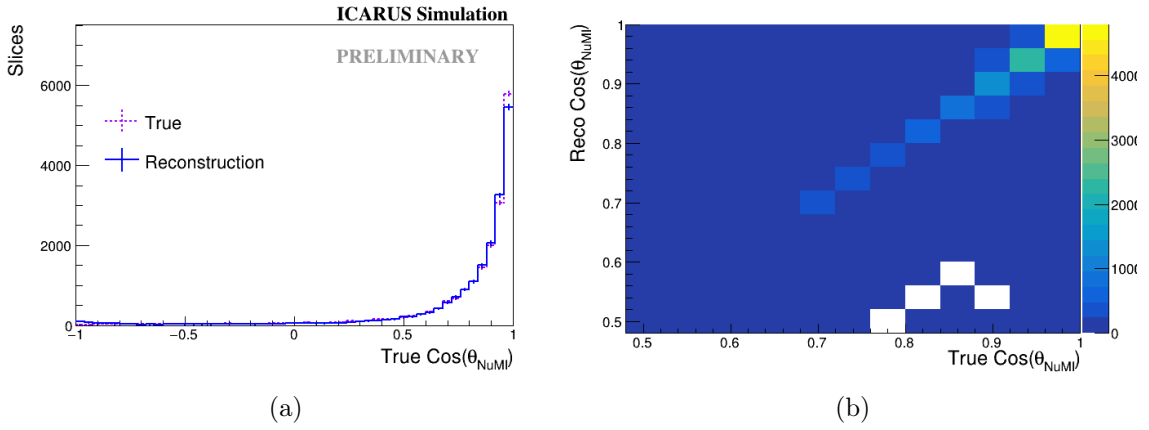 ICARUS Simulation
PRELIMINARY
Slices
6000
4000
2000
0
True
Reconstruction
−1
−0.5
0
0.5
1
True Cos(θNuMI)
(a)
Reco Cos(θNuMI)
1
0.9
0.8
0.7
0.6
0.5
0.5
0.6
0.7
0.8
0.9
1
True Cos(θNuMI)
4000
3000
2000
1000
0
(b)